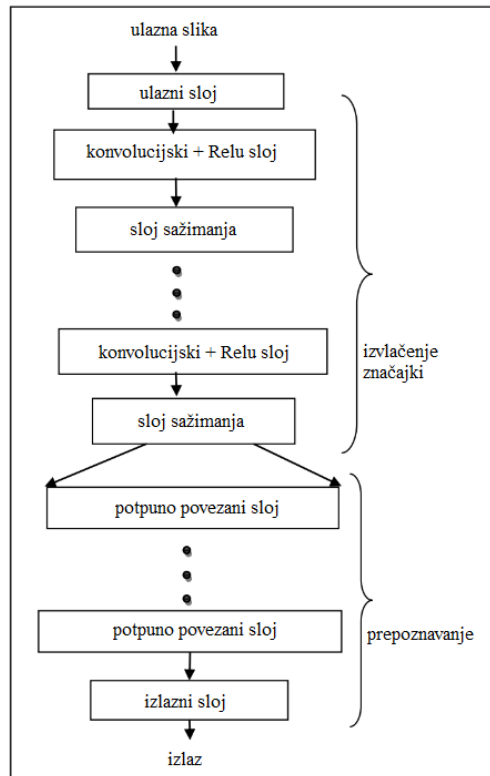 ulazna slika
ulazni sloj
konvolucijski + Relu sloj
sloj sažimanja
konvolucijski + Relu sloj
sloj sažimanja
izvlačenje
značajki
potpuno povezani sloj
potpuno povezani sloj
prepoznavanje
izlazni sloj
izlaz